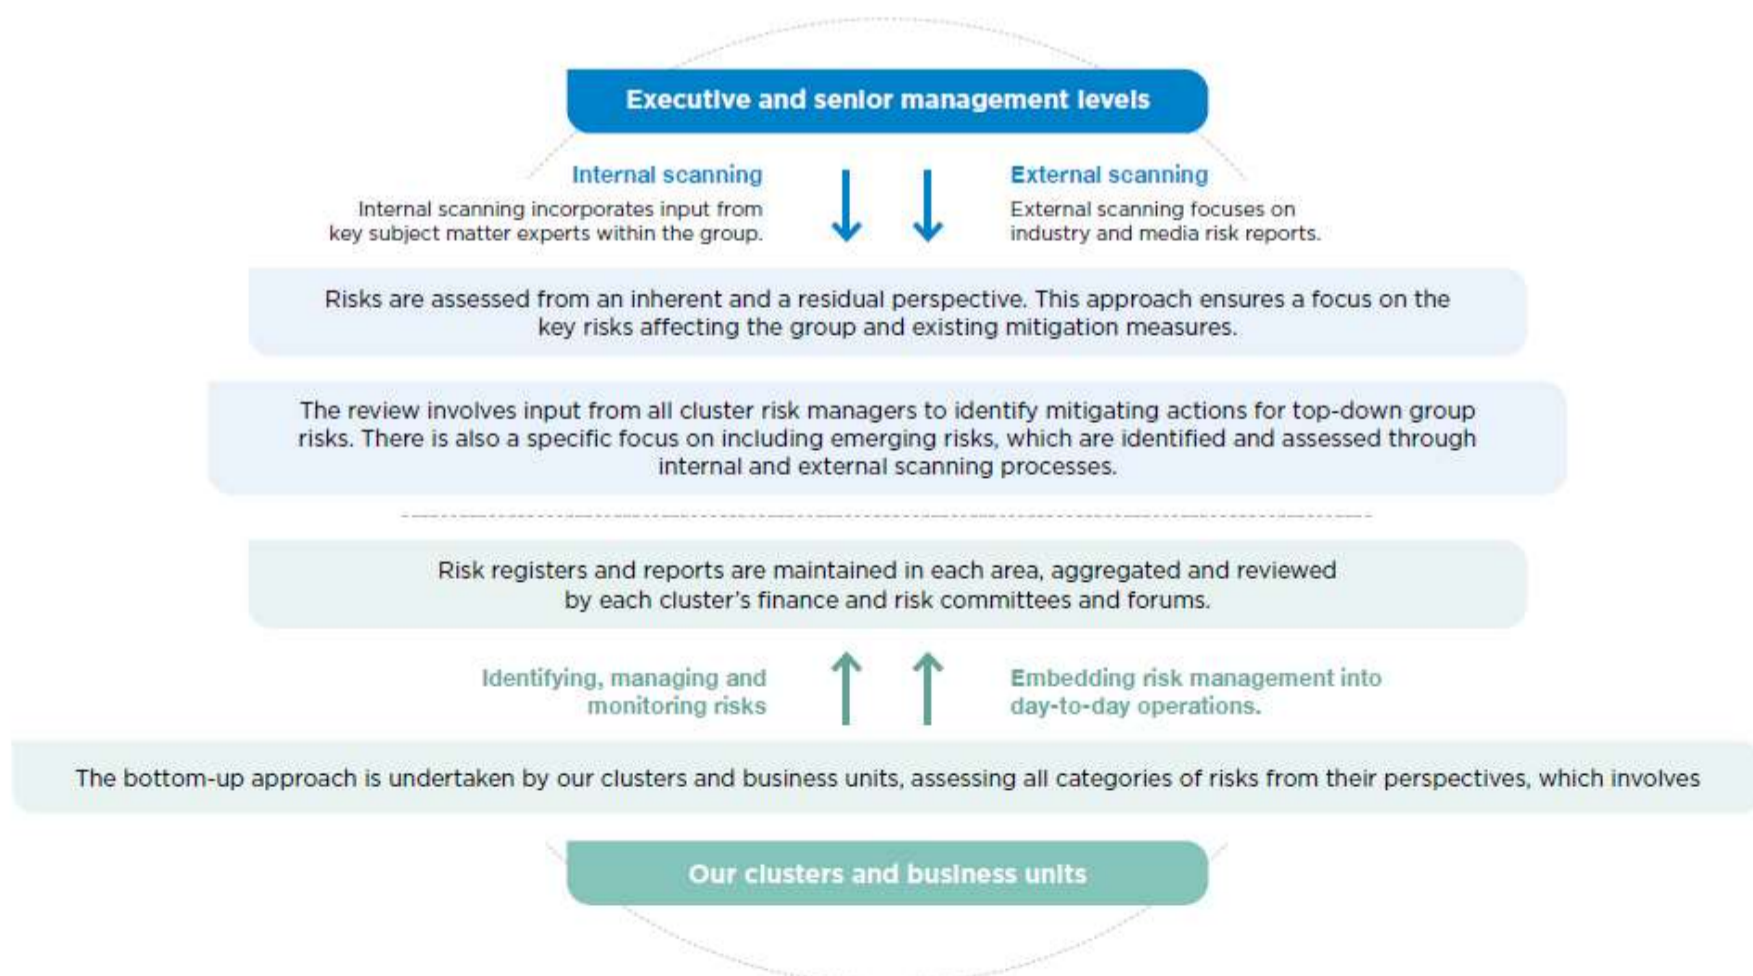 Executive and senior management levels
Internal scanning
Internal scanning incorporates input from
key subject matter experts within the group.
External scanning
External scanning focuses on
industry and media risk reports.
Risks are assessed from an inherent and a residual perspective. This approach ensures a focus on the
key risks affecting the group and existing mitigation measures.
The review involves input from all cluster risk managers to identify mitigating actions for top-down group
risks. There is also a specific focus on including emerging risks, which are identified and assessed through
internal and external scanning processes.
Risk registers and reports are maintained in each area, aggregated and reviewed
by each cluster’s finance and risk committees and forums.
Identifying, managing and
monitoring risks
Embedding risk management into
day-to-day operations.
The bottom-up approach is undertaken by our clusters and business units, assessing all categories of risks from their perspectives, which involves
Our clusters and business units